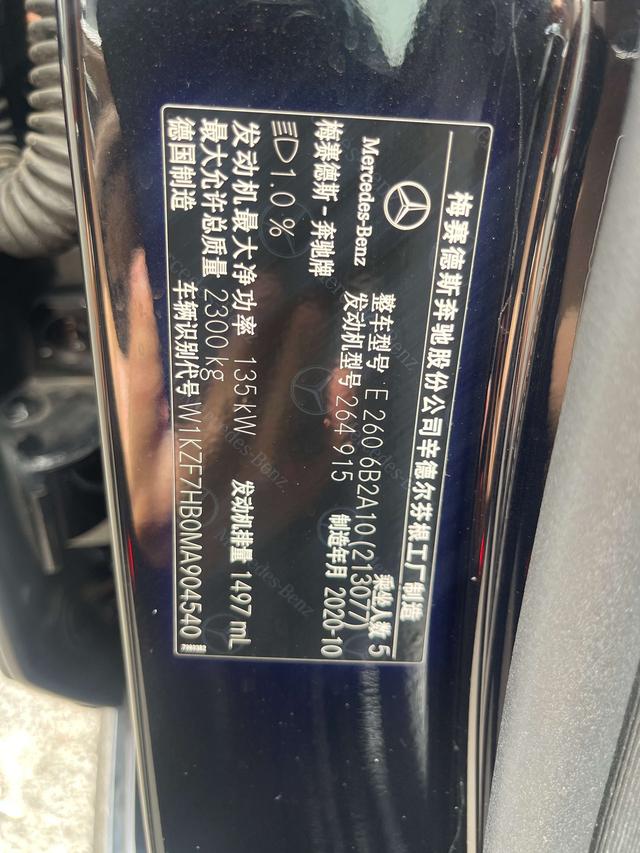 梅赛德斯奔驰股份公司辛德尔芬根工厂制造
Mercedes-Benz
整车型号 E 260 6B2A10 (213077)
乘坐人数 5
梅赛德斯-奔驰牌
发动机型号 264 915
制造年月 2020-10
1.0 %
发动机最大净功率 135 kW
发动机排量 1497 mL
最大允许总质量 2300 kg
德国制造
车辆识别代号 W1KZF7HB0MA904540